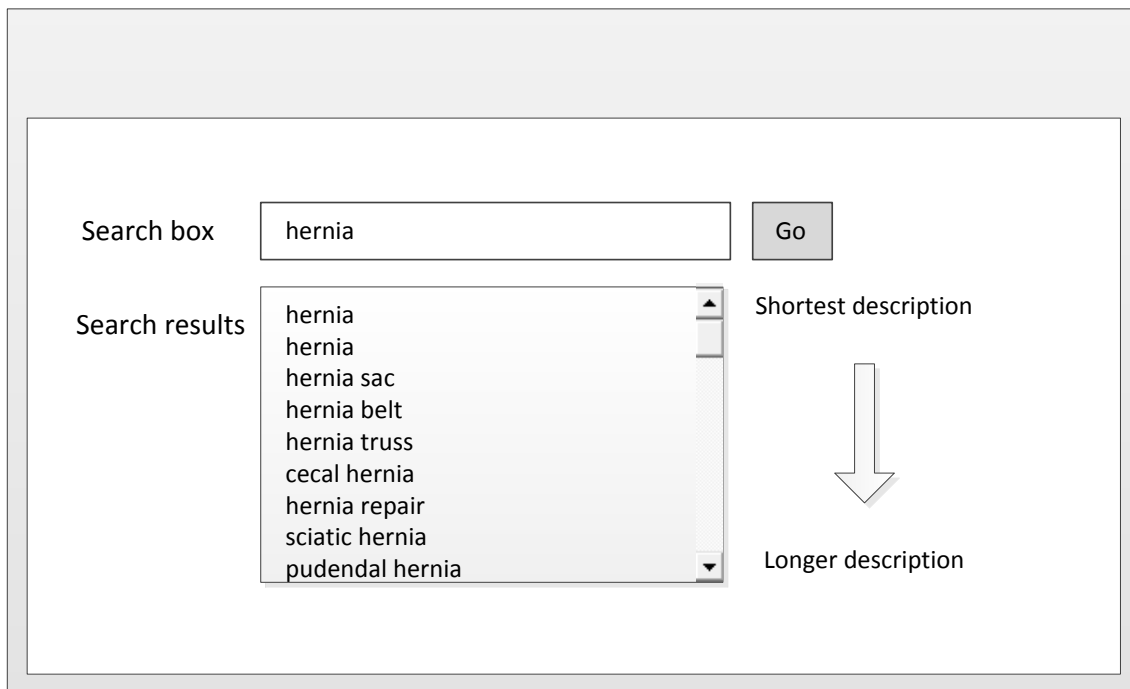 Search box
hernia
Go
Search results
hernia
hernia
hernia sac
hernia belt
hernia truss
cecal hernia
hernia repair
sciatic hernia
pudendal hernia
Shortest description
Longer description